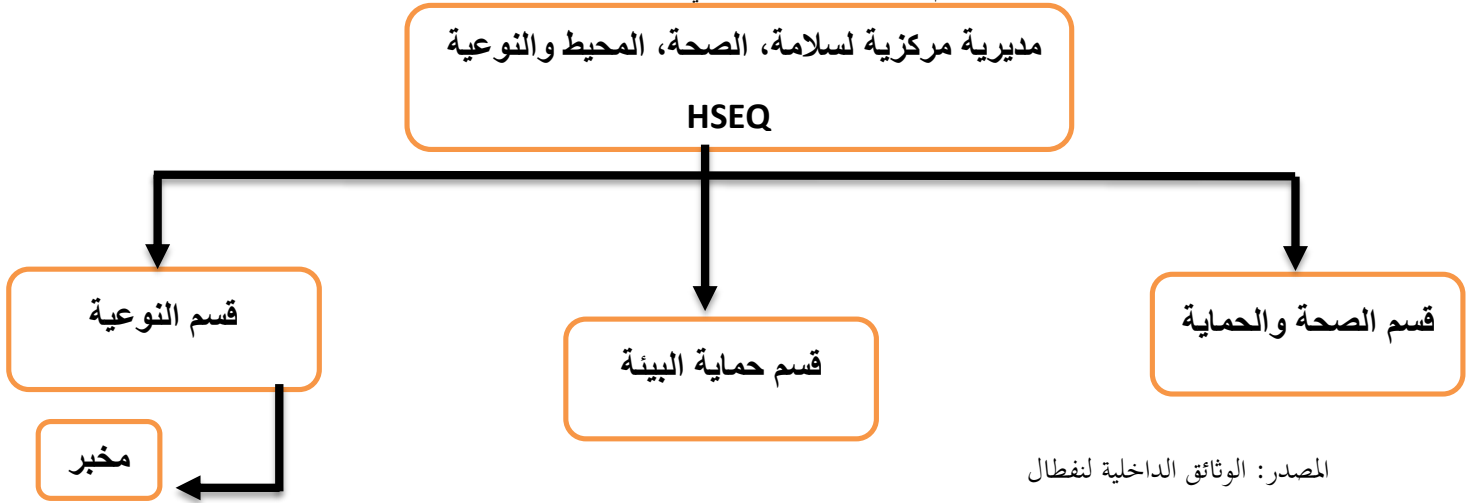 مديرية مركزية لسلامة، الصحة، المحيط والنوعية
HSEQ
قسم الصحة والحماية
قسم حماية البيئة
قسم النوعية
مخبر
المصدر: الوثائق الداخلية لنفطال